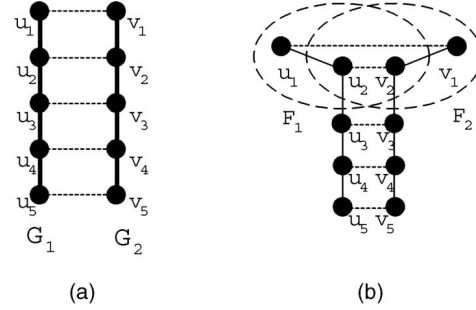 u1 v1
u2 v2
u3 v3
u4 v4
u5 v5
G1 G2
(a)
u1 u2 v2 v1
F1 F2
u3 v3
u4 v4
u5 v5
(b)